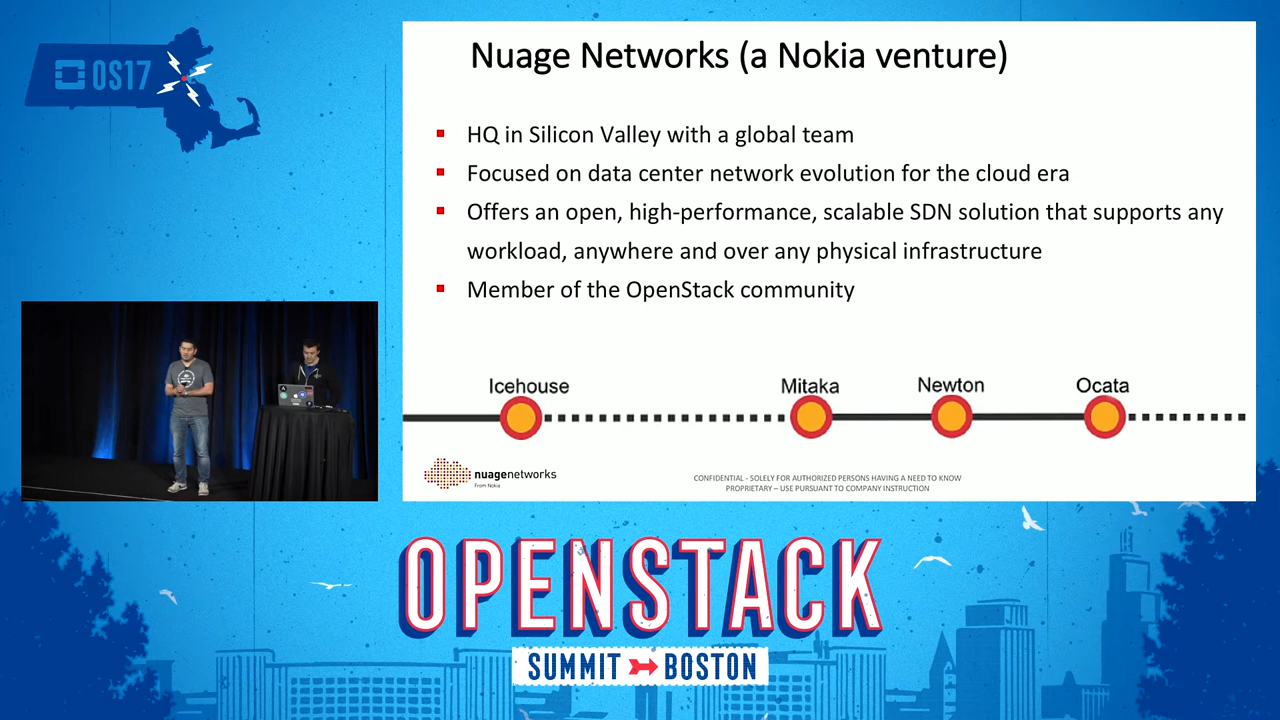 OS17
Nuage Networks (a Nokia venture)
HQ in Silicon Valley with a global team
Focused on data center network evolution for the cloud era
Offers an open, high-performance, scalable SDN solution that supports any
workload, anywhere and over any physical infrastructure
Member of the OpenStack community
Icehouse
Mitaka
Newton
Ocata
nuagenetworks
From Nokia
CONFIDENTIAL - SOLELY FOR AUTHORIZED PERSONS HAVING A NEED TO KNOW
PROPRIETARY – USE PURSUANT TO COMPANY INSTRUCTION
OPENSTACK
SUMMIT BOSTON